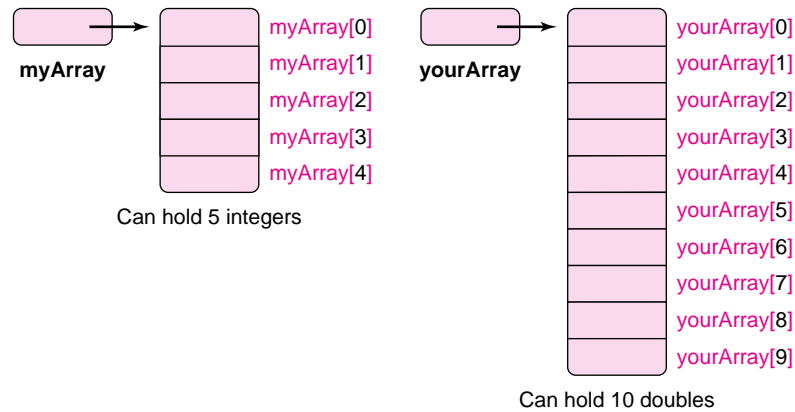 myArray
myArray[0]
myArray[1]
myArray[2]
myArray[3]
myArray[4]
Can hold 5 integers
yourArray
yourArray[0]
yourArray[1]
yourArray[2]
yourArray[3]
yourArray[4]
yourArray[5]
yourArray[6]
yourArray[7]
yourArray[8]
yourArray[9]
Can hold 10 doubles